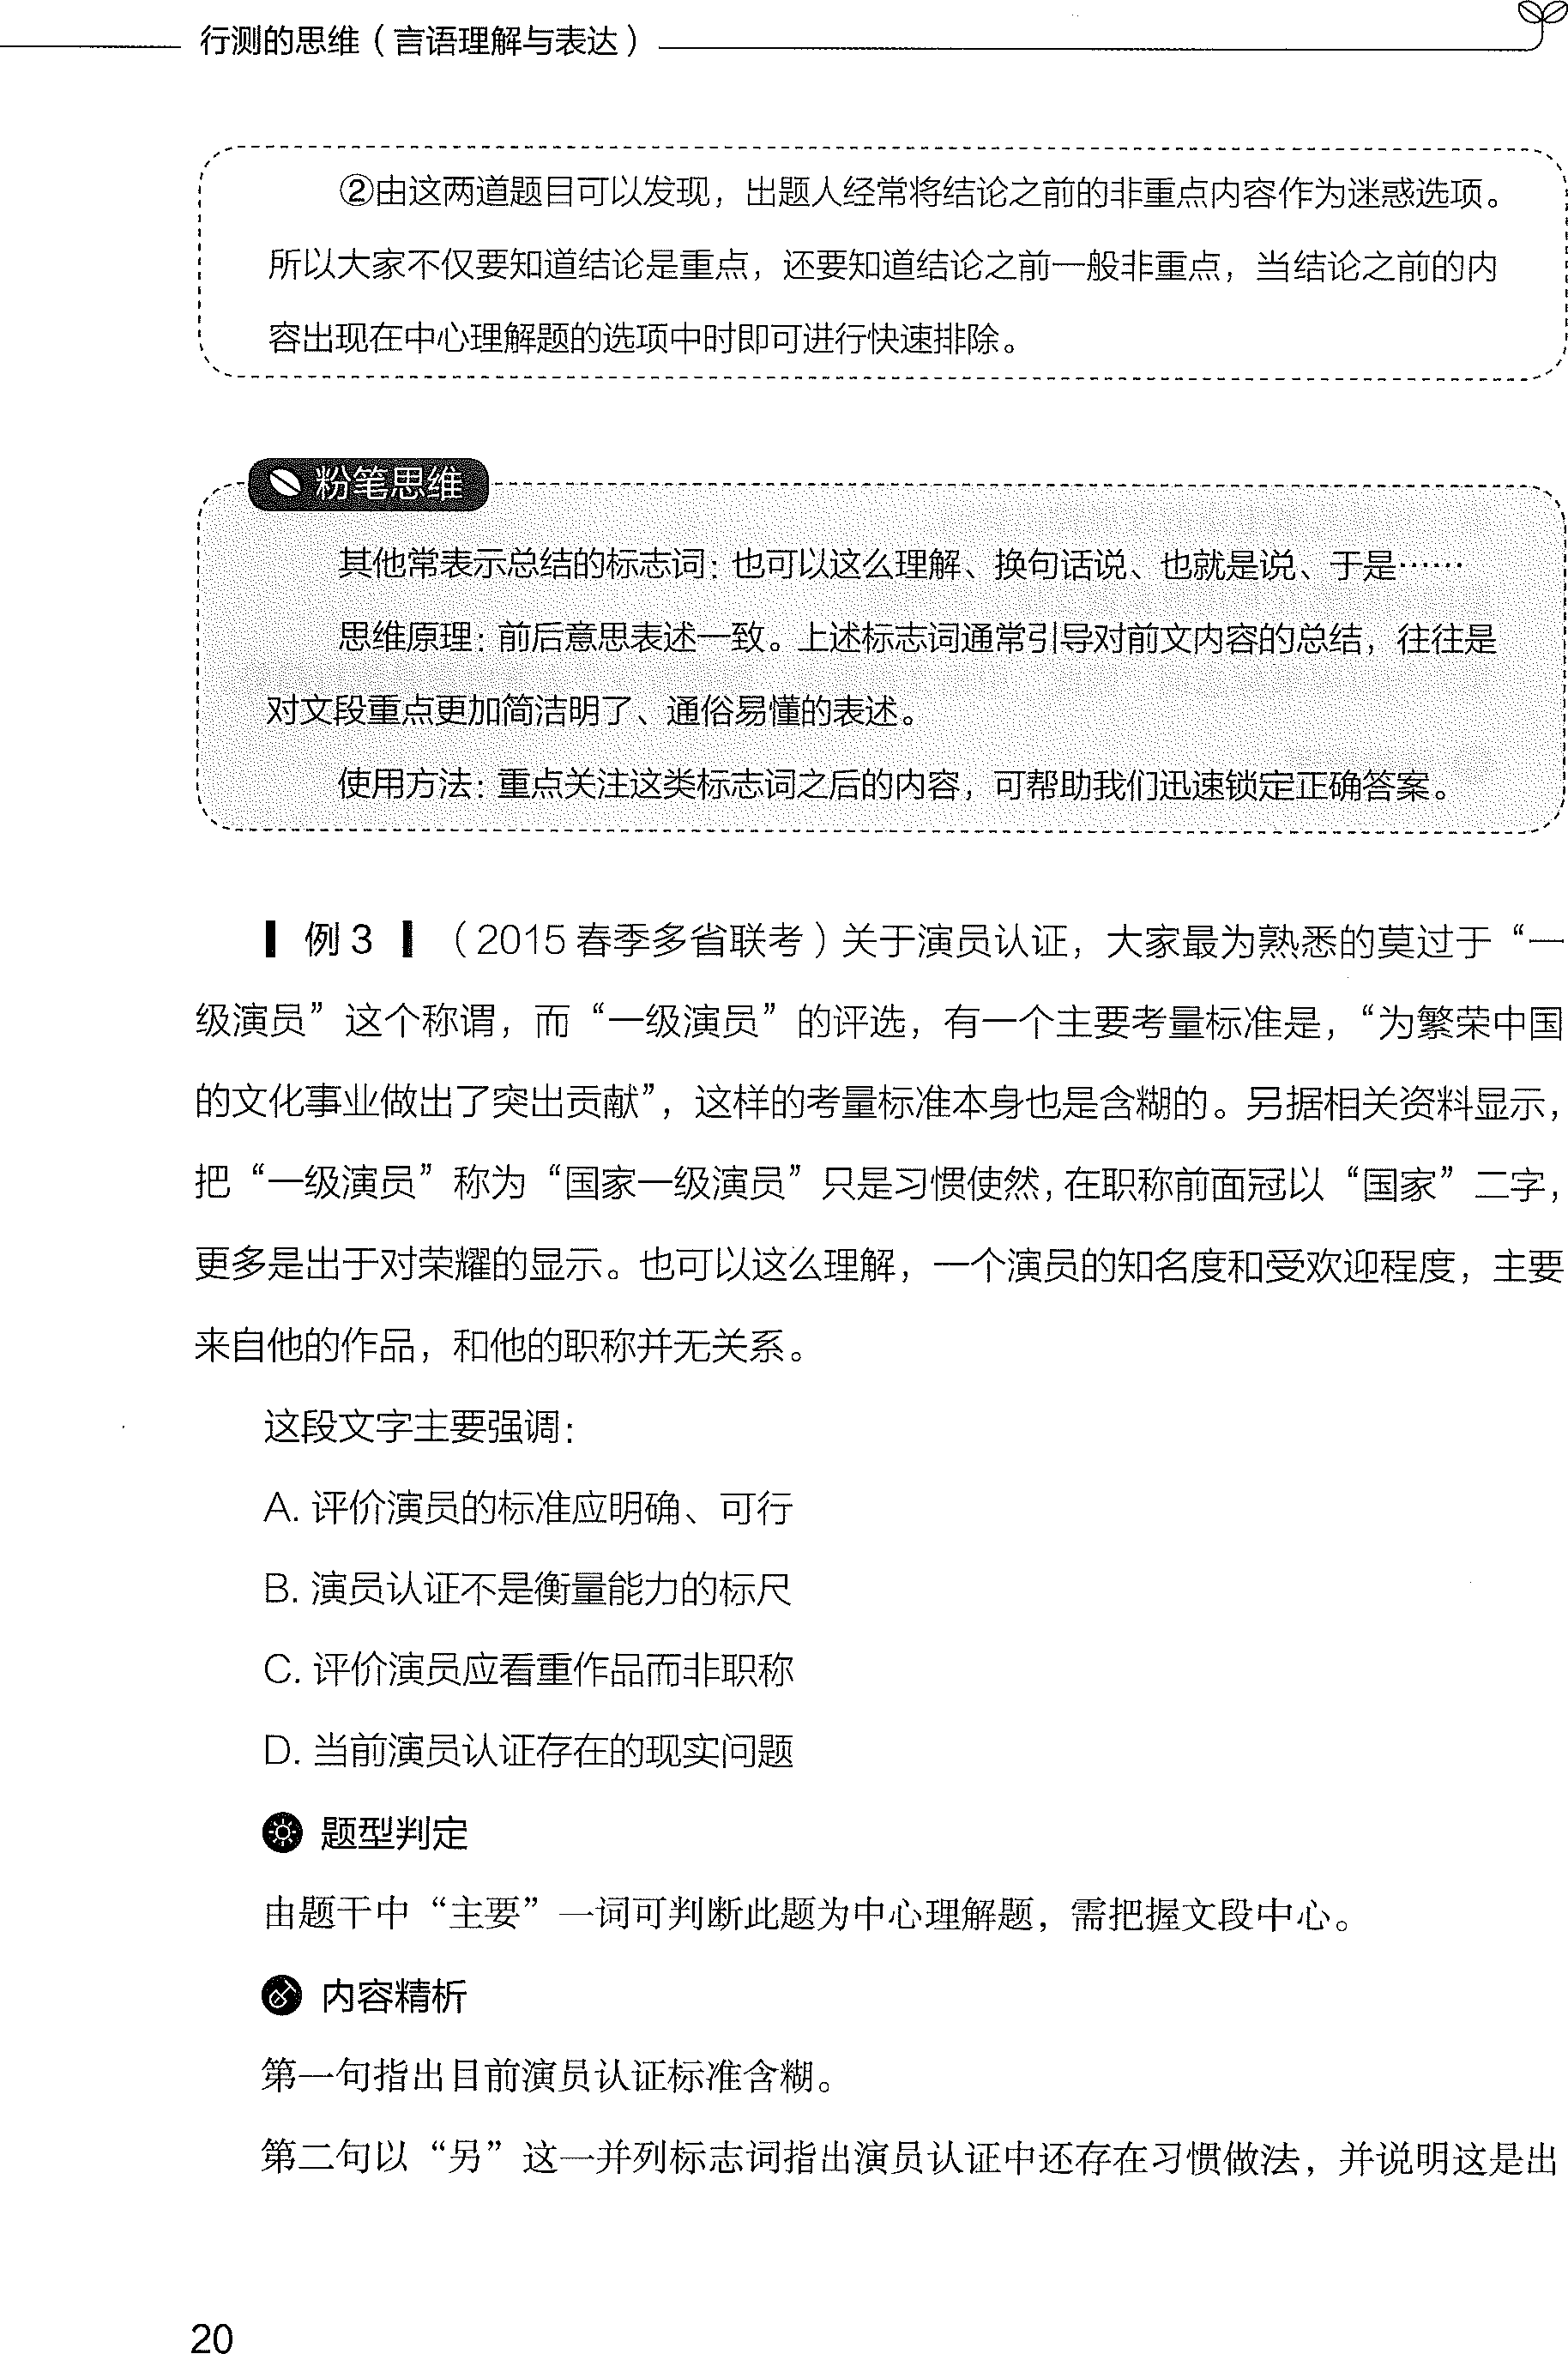 行测的思维（言语理解与表达）
②由这两道题目可以发现，出题人经常将结论之前的非重点内容作为迷惑选项。
所以大家不仅要知道结论是重点，还要知道结论之前一般非重点，当结论之前的内
容出现在中心理解题的选项中时即可进行快速排除。
粉笔思维
其他常表示总结的标志词：也可以这么理解、换句话说、也就是说、于是……
思维原理：前后意思表述一致。上述标志词通常引导对前文内容的总结，往往是
对文段重点更加简洁明了、通俗易懂的表述。
使用方法：重点关注这类标志词之后的内容，可帮助我们迅速锁定正确答案。
例 3 （2015 春季多省联考）关于演员认证，大家最为熟悉的莫过于“一
级演员”这个称谓，而“一级演员”的评选，有一个主要考量标准是，“为繁荣中国
的文化事业做出了突出贡献”，这样的考量标准本身也是含糊的。另据相关资料显示，
把“一级演员”称为“国家一级演员”只是习惯使然，在职称前面冠以“国家”二字，
更多是出于对荣耀的显示。也可以这么理解，一个演员的知名度和受欢迎程度，主要
来自他的作品，和他的职称并无关系。
这段文字主要强调：
A. 评价演员的标准应明确、可行
B. 演员认证不是衡量能力的标尺
C. 评价演员应看重作品而非职称
D. 当前演员认证存在的现实问题
题型判定
由题干中“主要”一词可判断此题为中心理解题，需把握文段中心。
内容精析
第一句指出目前演员认证标准含糊。
第二句以“另”这一并列标志词指出演员认证中还存在习惯做法，并说明这是出
20